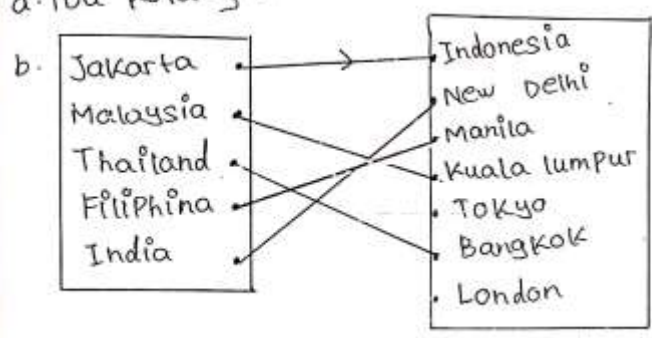 b.
Jakarta
Malaysia
Thailand
Filiphina
India
Indonesia
New Delhi
Manila
Kuala lumpur
Tokyo
Bangkok
London